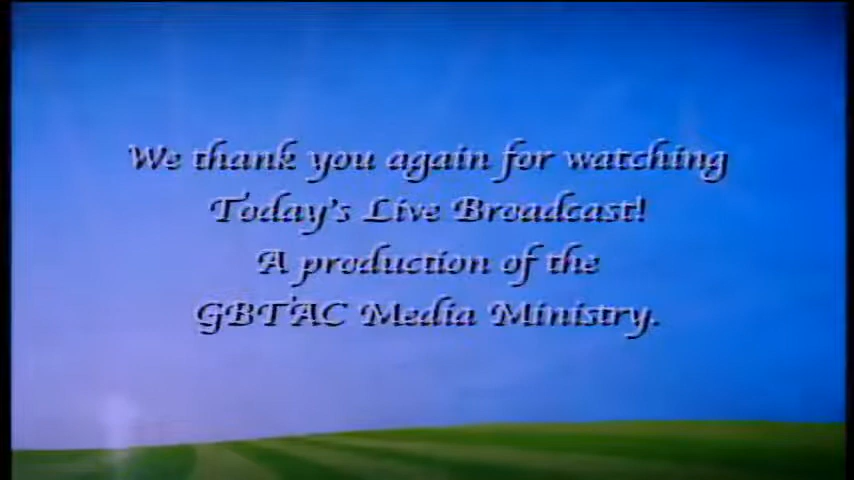 We thank you again for watching
Today's Live Broadcast!
A production of the
GBTAC Media Ministry.